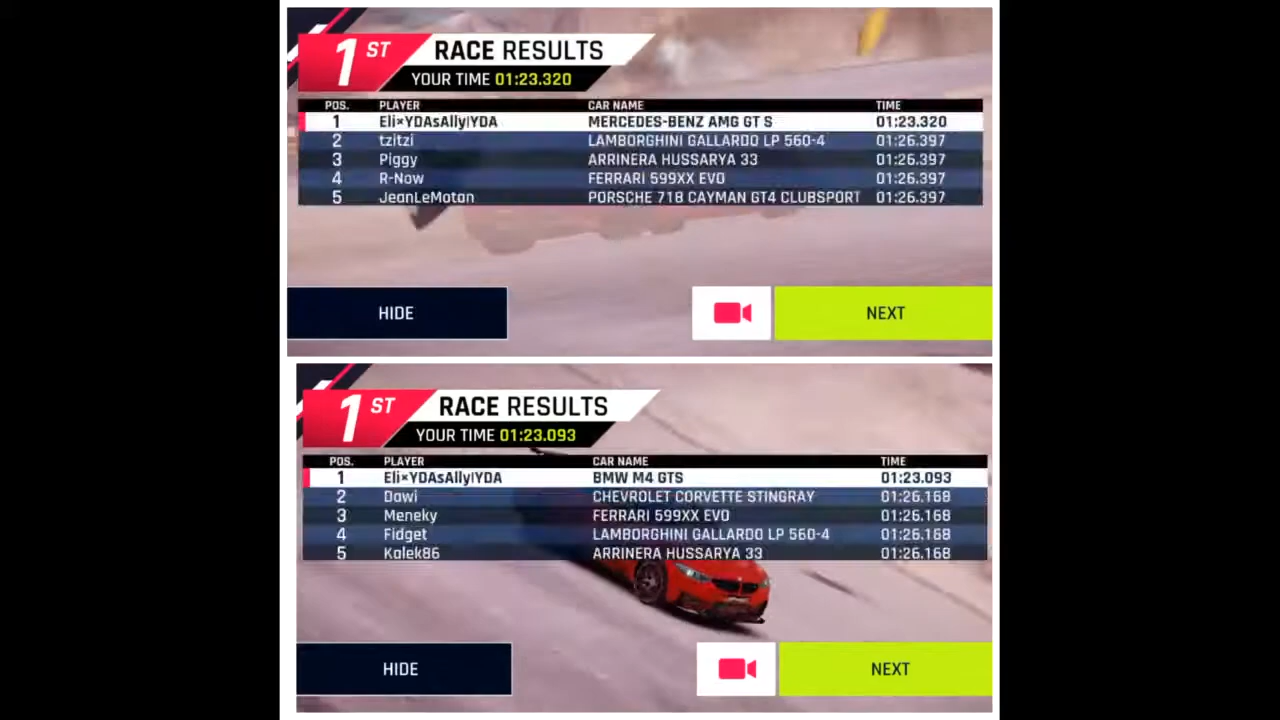 1ST RACE RESULTS
YOUR TIME 01:23.320
POS. PLAYER CAR NAME TIME
1 Eli×YDAsAlly|YDA MERCEDES-BENZ AMG GT S 01:23.320
2 tzitzi LAMBORGHINI GALLARDO LP 560-4 01:26.397
3 Piggy ARRINERA HUSSARYA 33 01:26.397
4 R-Now FERRARI 599XX EVO 01:26.397
5 JeanLeMotan PORSCHE 718 CAYMAN GT4 CLUBSPORT 01:26.397
HIDE NEXT
1ST RACE RESULTS
YOUR TIME 01:23.093
POS. PLAYER CAR NAME TIME
1 Eli×YDAsAlly|YDA BMW M4 GTS 01:23.093
2 Dawi CHEVROLET CORVETTE STINGRAY 01:26.168
3 Meneky FERRARI 599XX EVO 01:26.168
4 Fidget LAMBORGHINI GALLARDO LP 560-4 01:26.168
5 Kalek86 ARRINERA HUSSARYA 33 01:26.168
HIDE NEXT